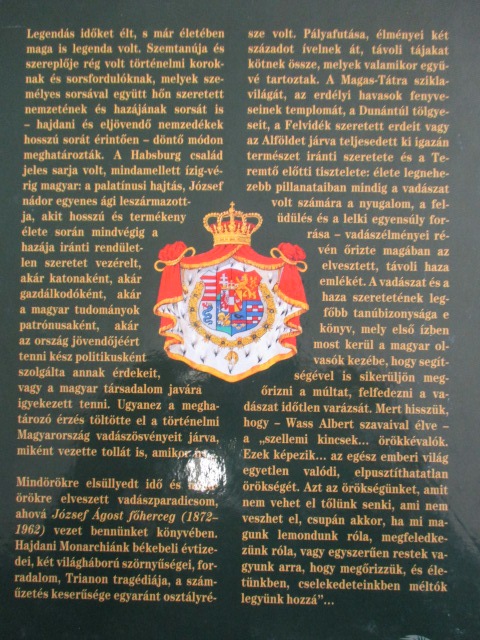 Legendás időket élt, s már életében
maga is legenda volt. Szemtanúja és
szereplője rég volt történelmi korok-
nak és sorsfordulóknak, melyek sze-
mélyes sorsával együtt hőn szeretett
nemzetének és hazájának sorsát is
– hajdani és eljövendő nemzedékek
hosszú sorát érintően – döntő módon
meghatározták. A Habsburg család
jeles sarja volt, mindamellett ízig-vé-
rig magyar: a palatínusi hajtás, József
nádor egyenes ági leszármazott-
ja, akit hosszú és termékeny
élete során mindvégig a
hazája iránti rendület-
len szeretet vezérelt,
akár katonaként, akár
gazdálkodóként, akár
a magyar tudományok
patrónusaként, akár
az ország jövendőjéért
tenni kész politikusként
szolgálta annak érdekeit,
vagy a magyar társadalom javára
igyekezett tenni. Ugyanez a megha-
tározó érzés töltötte el a történelmi
Magyarország vadászösvényeit járva,
miként vezette tollát is, amikor
Mindörökre elsüllyedt idő és
örökre elveszett vadászparadicsom,
ahová József Ágost főherceg (1872–
1962) vezet bennünket könyvében.
Hajdani Monarchiánk békebeli évtize-
dei, két világháború szörnyűségei, for-
radalom, Trianon tragédiája, a szám-
űzetés keserűsége egyaránt osztályré-
sze volt. Pályafutása, élményei két
századot ívelnek át, távoli tájakat
kötnek össze, melyek valamikor együ-
vé tartoztak. A Magas-Tátra szikla-
világát, az erdélyi havasok fenyve-
seinek templomát, a Dunántúl tölgye-
seit, a Felvidék szeretett erdeit vagy
az Alföldet járva teljesedett ki igazán
természet iránti szeretete és a Te-
remtő előtti tisztelete: élete legnehe-
zebb pillanataiban mindig a vadászat
volt számára a nyugalom, a fel-
üdülés és a lelki egyensúly for-
rása – vadászélményei ré-
vén őrizte magában az
elvesztett, távoli haza
emlékét. A vadászat és a
haza szeretetének leg-
főbb tanúbizonysága e
könyv, mely első ízben
most kerül a magyar ol-
vasók kezébe, hogy segít-
ségével is sikerüljön meg-
őrizni a múltat, felfedezni a va-
dászat időtlen varázsát. Mert hisszük,
hogy – Wass Albert szavaival élve –
a „szellemi kincsek... örökkévalók.
Ezek képezik... az egész emberi világ
egyetlen valódi, elpusztíthatatlan
örökségét. Azt az örökségünket, amit
nem vehet el tőlünk senki, ami nem
veszhet el, csupán akkor, ha mi ma-
gunk lemondunk róla, megfeledke-
zünk róla, vagy egyszerűen restek va-
gyunk arra, hogy megőrizzük, és éle-
tünkben, cselekedeteinkben méltók
legyünk hozzá”...